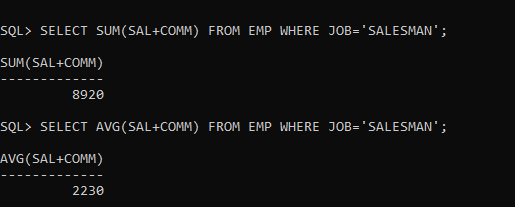 SQL> SELECT SUM(SAL+COMM) FROM EMP WHERE JOB='SALESMAN';
SUM(SAL+COMM)
-------------
8920
SQL> SELECT AVG(SAL+COMM) FROM EMP WHERE JOB='SALESMAN';
AVG(SAL+COMM)
-------------
2230